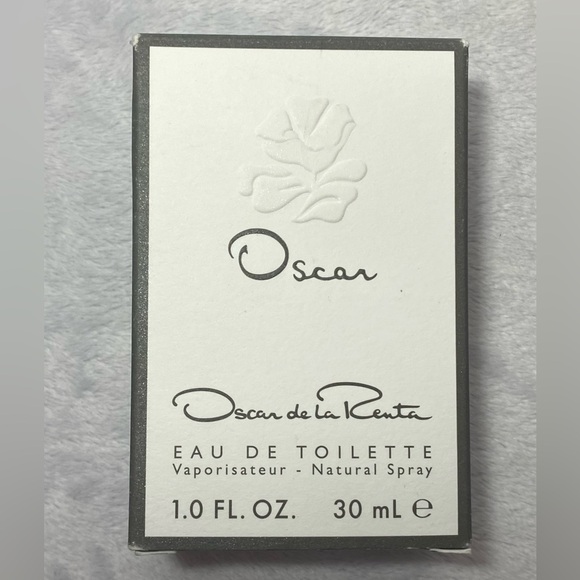 Oscar
Oscar de la Renta
EAU DE TOILETTE
Vaporisateur - Natural Spray
1.0 FL. OZ. 30 mL ℮